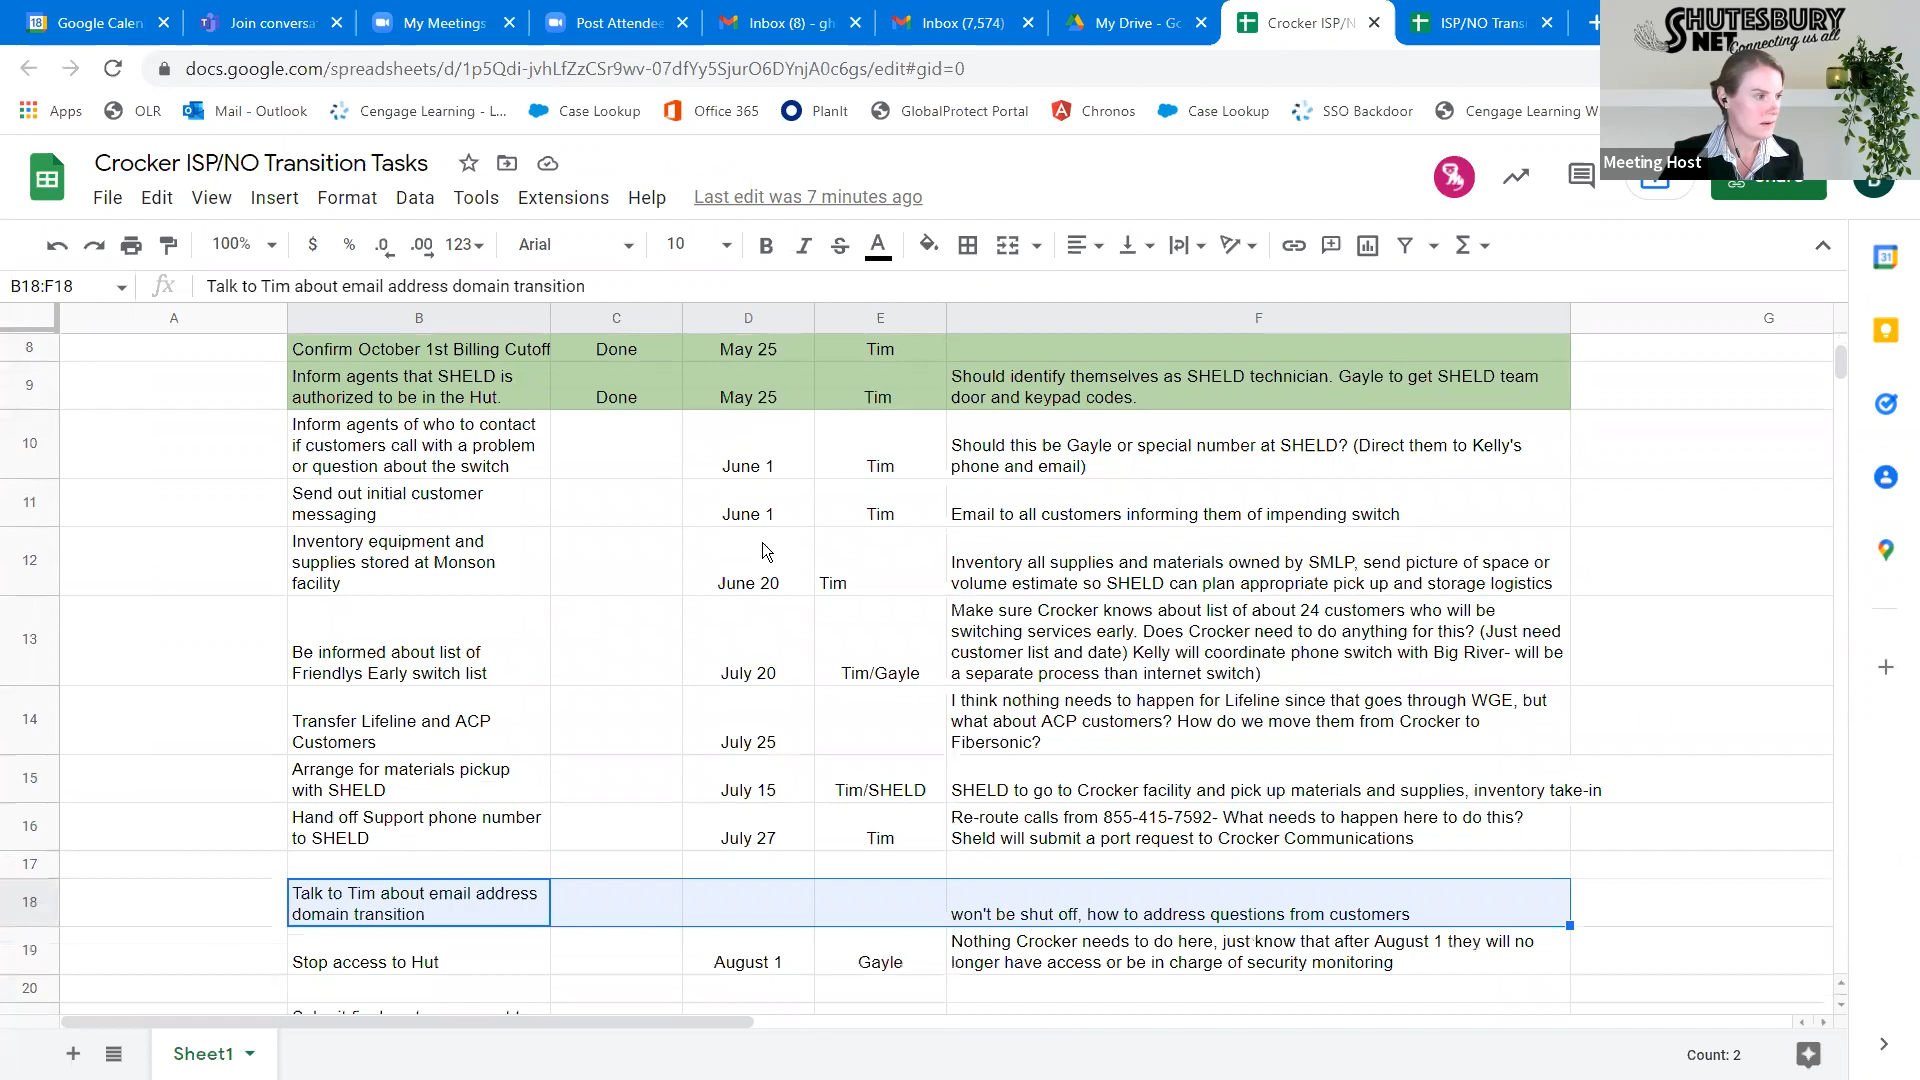 Google Calen
Join conversa
My Meetings
Post Attendee
Inbox (8) - gh
Inbox (7,574)
My Drive - Go
Crocker ISP/N
ISP/NO Trans
SHUTESBURY
NET
Connecting us all
docs.google.com/spreadsheets/d/1p5Qdi-jvhLfZzCSr9wv-07dfYy5SjurO6DYnjA0c6gs/edit#gid=0
Apps
OLR
Mail - Outlook
Cengage Learning - L...
Case Lookup
Office 365
PlanIt
GlobalProtect Portal
Chronos
Case Lookup
SSO Backdoor
Cengage Learning W
Meeting Host
Crocker ISP/NO Transition Tasks
File Edit View Insert Format Data Tools Extensions Help Last edit was 7 minutes ago
100% $ % .0 .00 123 Arial 10 B I S A
B18:F18 fx Talk to Tim about email address domain transition
A B C D E F G
8 Confirm October 1st Billing Cutoff Done May 25 Tim
9 Inform agents that SHELD is
authorized to be in the Hut. Done May 25 Tim
Should identify themselves as SHELD technician. Gayle to get SHELD team
door and keypad codes.
10 Inform agents of who to contact
if customers call with a problem
or question about the switch
June 1 Tim
Should this be Gayle or special number at SHELD? (Direct them to Kelly's
phone and email)
11 Send out initial customer
messaging
June 1 Tim Email to all customers informing them of impending switch
12 Inventory equipment and
supplies stored at Monson
facility
June 20 Tim
Inventory all supplies and materials owned by SMLP, send picture of space or
volume estimate so SHELD can plan appropriate pick up and storage logistics
13 Be informed about list of
Friendlys Early switch list
July 20 Tim/Gayle
Make sure Crocker knows about list of about 24 customers who will be
switching services early. Does Crocker need to do anything for this? (Just need
customer list and date) Kelly will coordinate phone switch with Big River- will be
a separate process than internet switch)
14 Transfer Lifeline and ACP
Customers
July 25
I think nothing needs to happen for Lifeline since that goes through WGE, but
what about ACP customers? How do we move them from Crocker to
Fibersonic?
15 Arrange for materials pickup
with SHELD
July 15 Tim/SHELD SHELD to go to Crocker facility and pick up materials and supplies, inventory take-in
16 Hand off Support phone number
to SHELD
July 27 Tim
Re-route calls from 855-415-7592- What needs to happen here to do this?
Sheld will submit a port request to Crocker Communications
17
18 Talk to Tim about email address
domain transition
won't be shut off, how to address questions from customers
19 Stop access to Hut August 1 Gayle
Nothing Crocker needs to do here, just know that after August 1 they will no
longer have access or be in charge of security monitoring
20
Sheet1
Count: 2